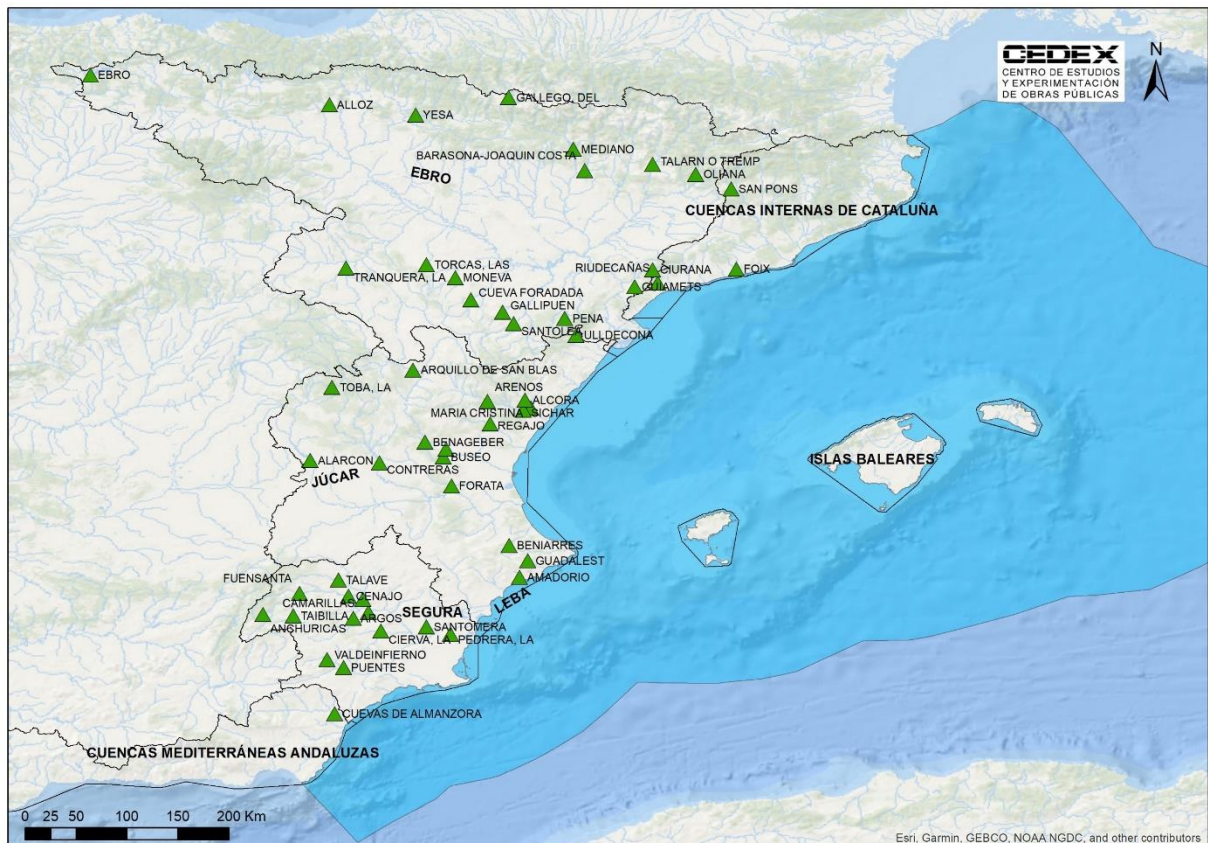 CEDEX
CENTRO DE ESTUDIOS
Y EXPERIMENTACIÓN
DE OBRAS PÚBLICAS
N
EBRO
ALLOZ
YESA
GALLEGO, DEL
MEDIANO
BARASONA-JOAQUIN COSTA
TALARN O TREMP
OLIANA
EBRO
SAN PONS
CUENCAS INTERNAS DE CATALUÑA
TORCAS, LAS
TRANQUERA, LA
MONEVA
RIUDECAÑAS
CIURANA
FOIX
GUIAMETS
CUEVA FORADADA
GALLIPUEN
PENA
SANTOLEA
ULLDECONA
ARQUILLO DE SAN BLAS
TOBA, LA
ARENOS
ALCORA
MARIA CRISTINA
SICHAR
REGAJO
BENAGEBER
BUSEO
ALARCON
CONTRERAS
JÚCAR
FORATA
ISLAS BALEARES
BENIARRES
GUADALEST
AMADORIO
LEBA
FUENSANTA
TALAVE
CENAJO
CAMARILLAS
TAIBILLA
ARGOS
ANCHURICAS
SEGURA
SANTOMERA
CIERVA, LA
PEDRERA, LA
VALDEINFIERNO
PUENTES
CUEVAS DE ALMANZORA
CUENCAS MEDITERRÁNEAS ANDALUZAS
0 25 50 100 150 200 Km
Esri, Garmin, GEBCO, NOAA NGDC, and other contributors